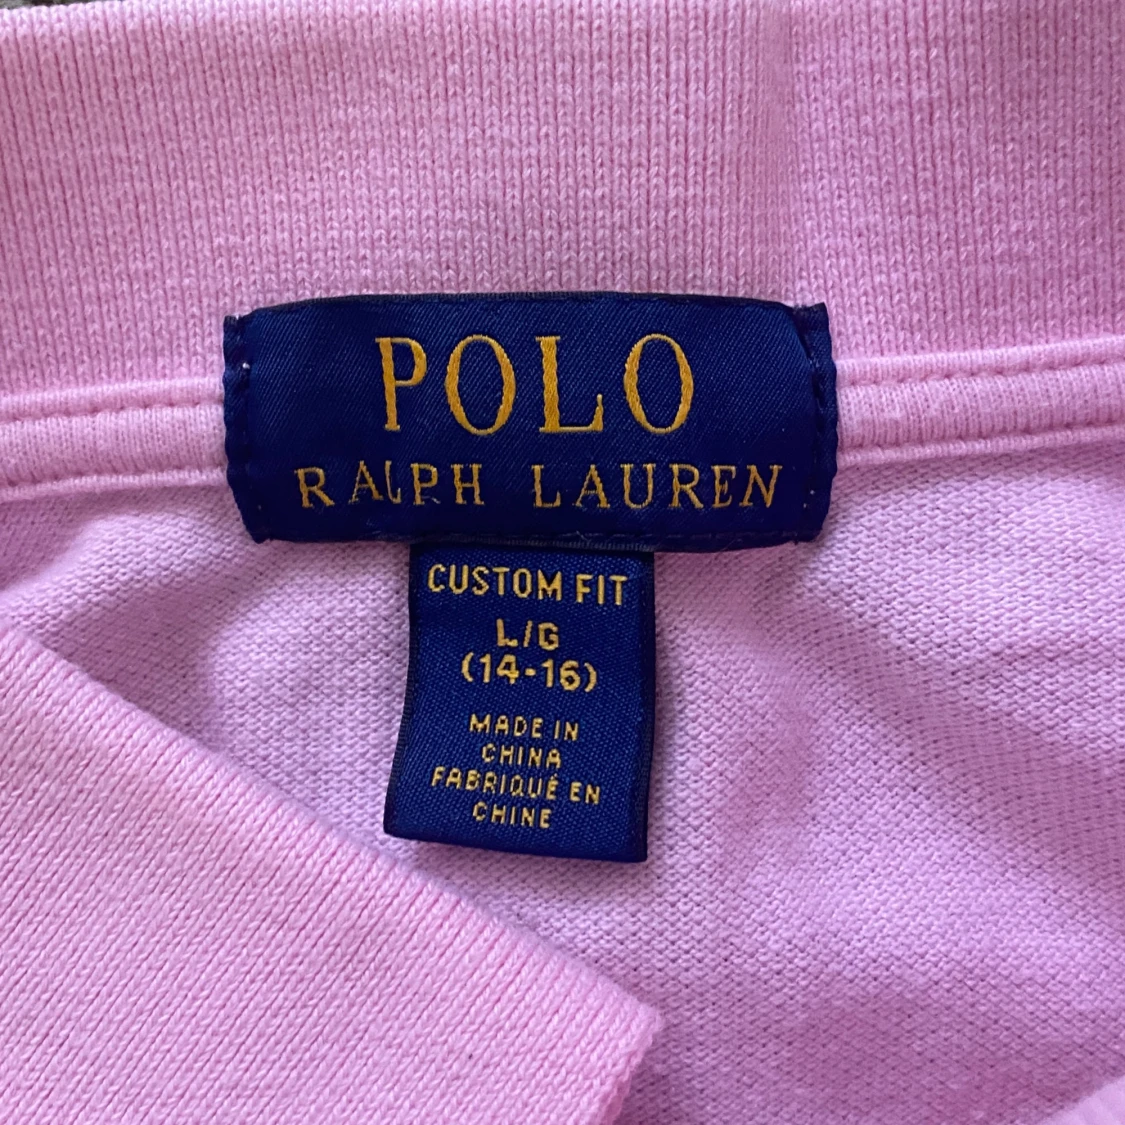 POLO
RALPH LAUREN
CUSTOM FIT
L/G
(14-16)
MADE IN
CHINA
FABRIQUÉ EN
CHINE